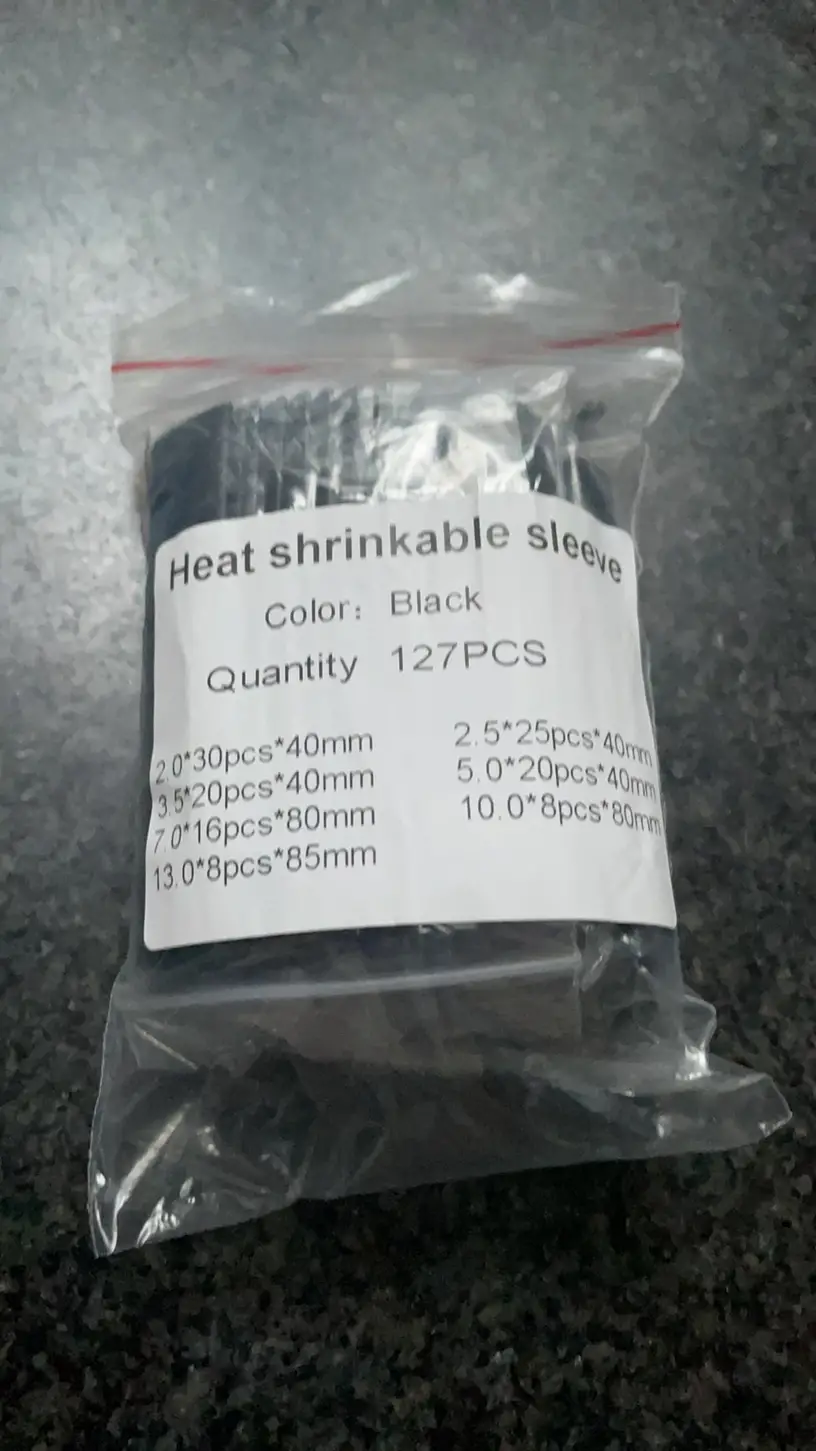 Heat shrinkable sleeve
Color: Black
Quantity 127PCS
2.0*30pcs*40mm 2.5*25pcs*40mm
3.5*20pcs*40mm 5.0*20pcs*40mm
7.0*16pcs*80mm 10.0*8pcs*80mm
13.0*8pcs*85mm